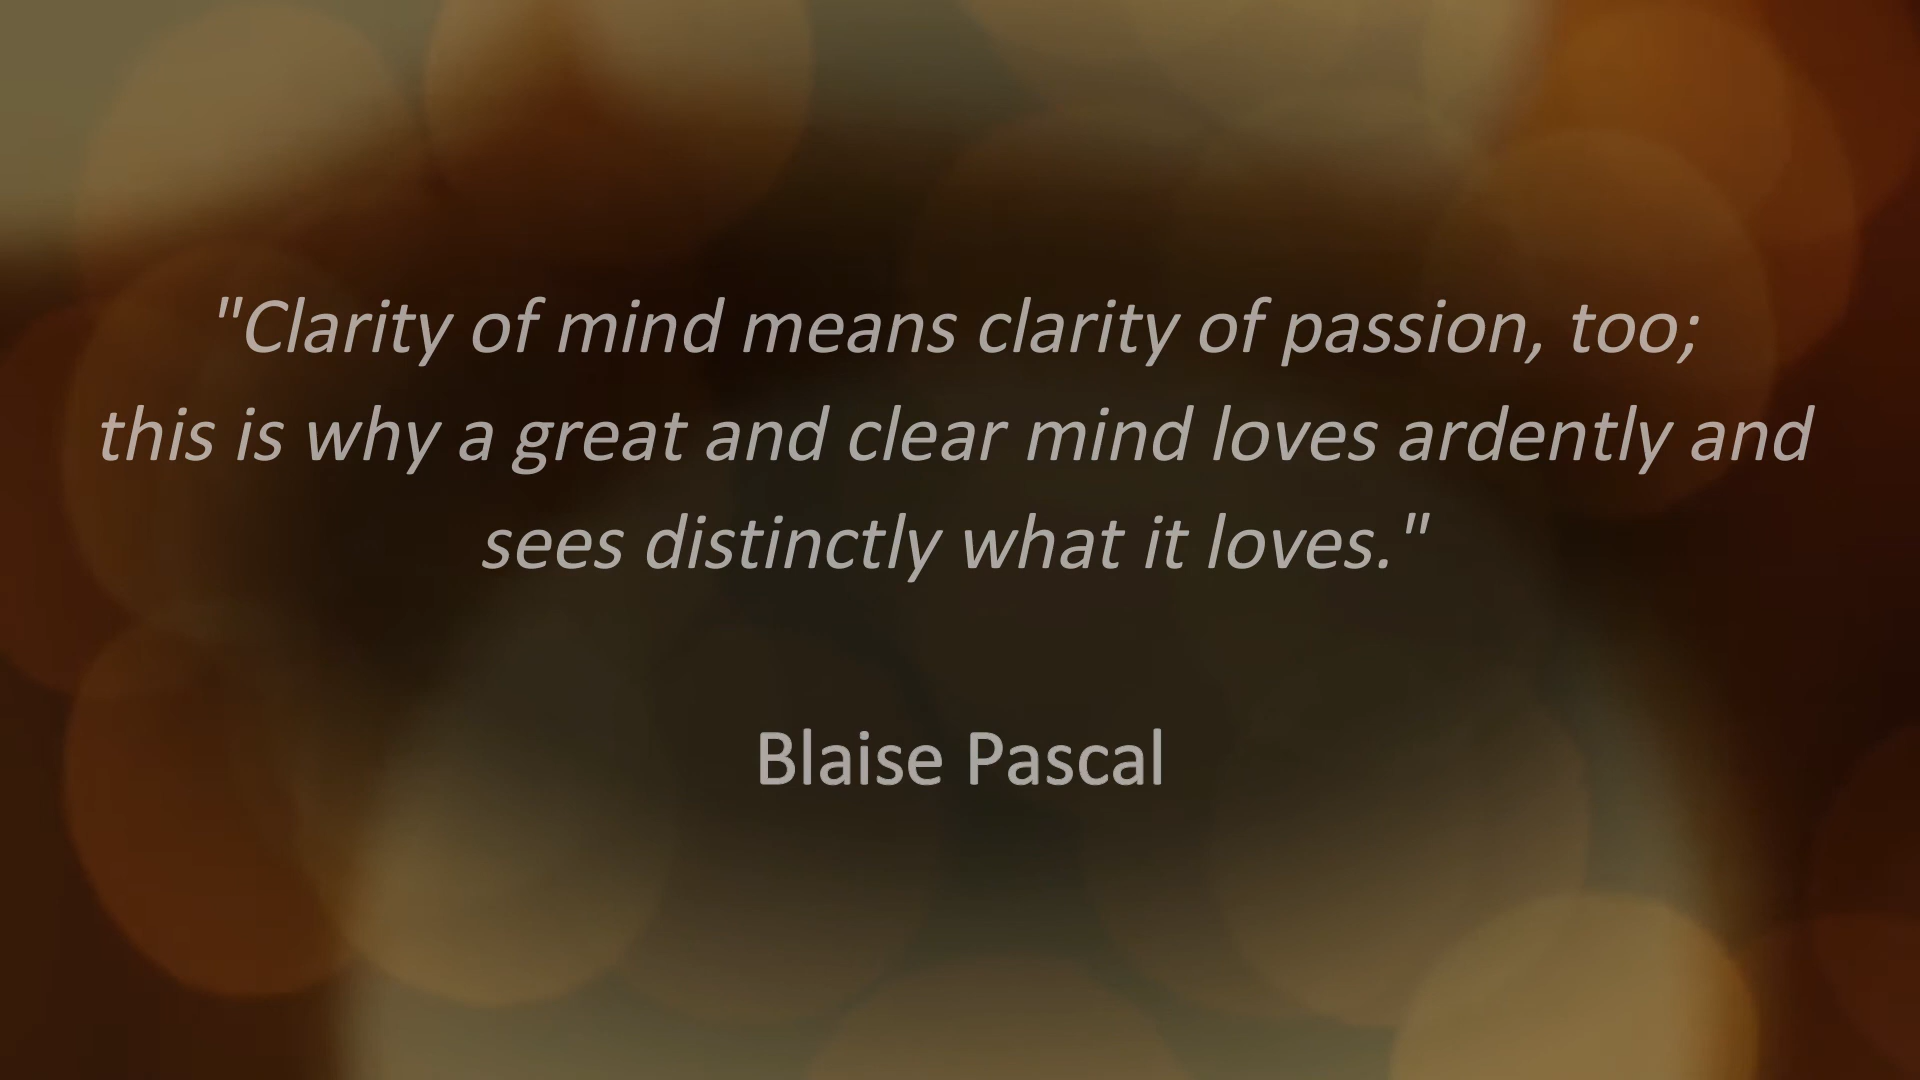 "Clarity of mind means clarity of passion, too;
this is why a great and clear mind loves ardently and
sees distinctly what it loves."
Blaise Pascal